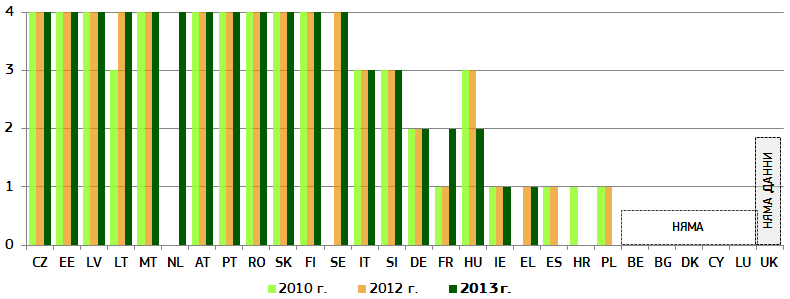 4
3
2
1
0
НЯМА
НЯМА ДАННИ
CZ EE LV LT MT NL AT PT RO SK FI SE IT SI DE FR HU IE EL ES HR PL BE BG DK CY LU UK
2010 г. 2012 г. 2013 г.